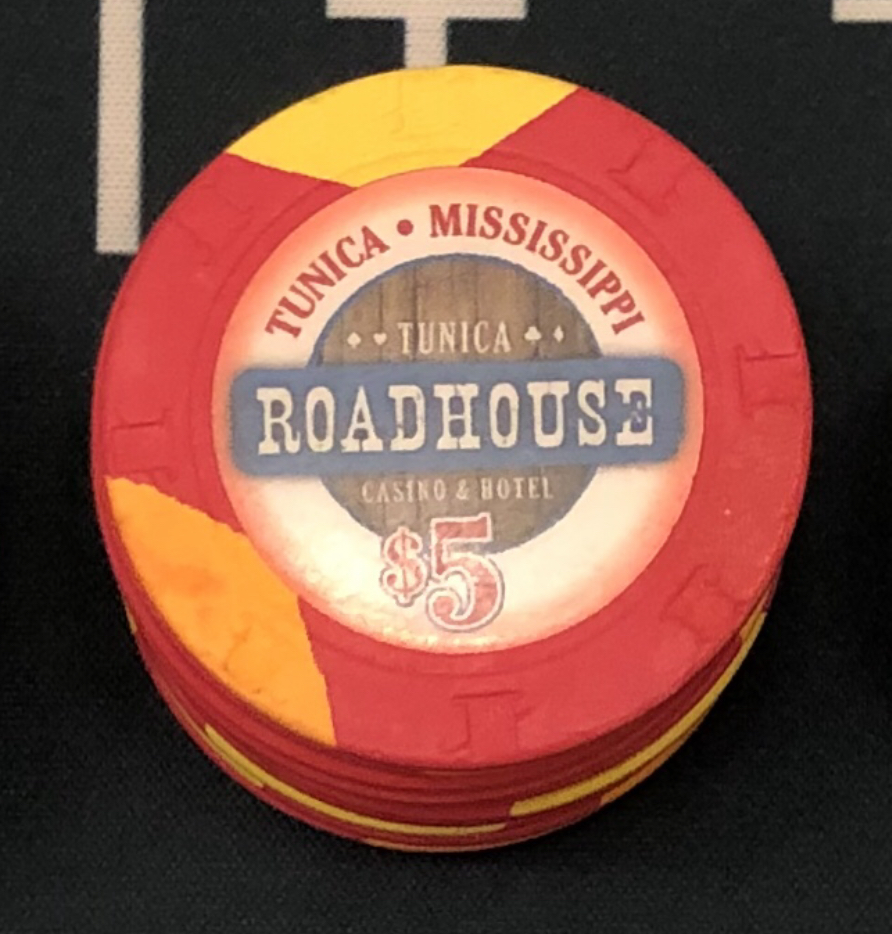 TUNICA • MISSISSIPPI
TUNICA
ROADHOUSE
CASINO & HOTEL
$5